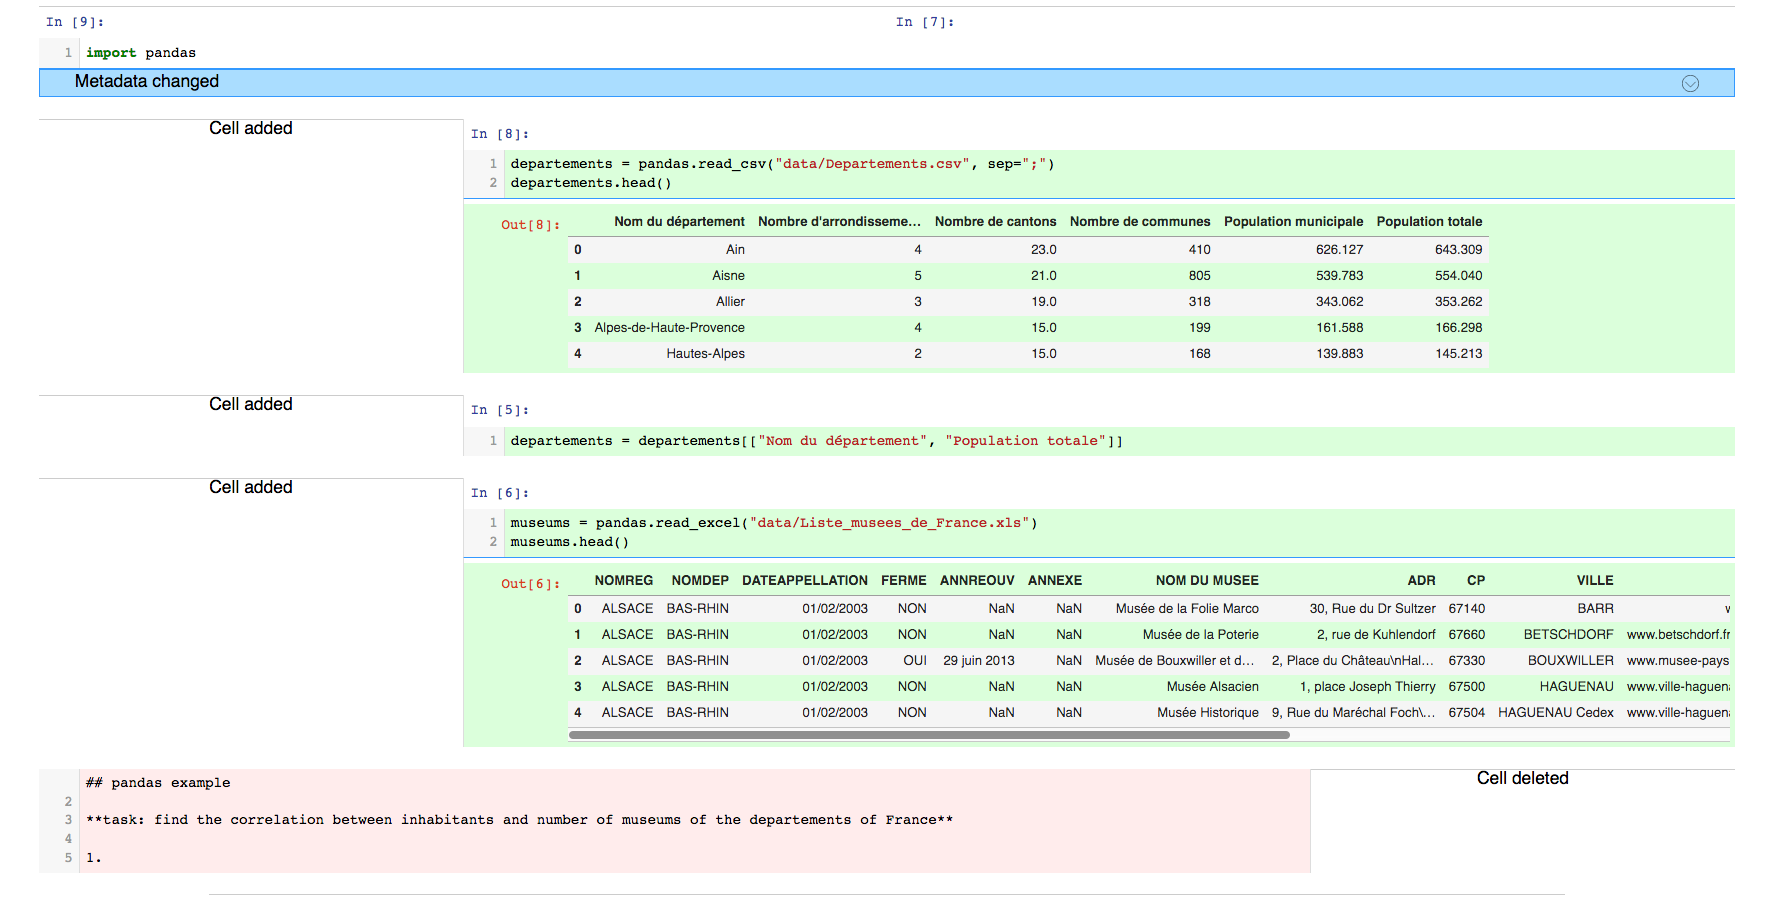 In [9]:
In [7]:
1 import pandas
Metadata changed
Cell added
In [8]:
1 departements = pandas.read_csv("data/Departements.csv", sep=";")
2 departements.head()
Out[8]:
Nom du département Nombre d'arrondisseme... Nombre de cantons Nombre de communes Population municipale Population totale
0 Ain 4 23.0 410 626.127 643.309
1 Aisne 5 21.0 805 539.783 554.040
2 Allier 3 19.0 318 343.062 353.262
3 Alpes-de-Haute-Provence 4 15.0 199 161.588 166.298
4 Hautes-Alpes 2 15.0 168 139.883 145.213
Cell added
In [5]:
1 departements = departements[["Nom du département", "Population totale"]]
Cell added
In [6]:
1 museums = pandas.read_excel("data/Liste_musees_de_France.xls")
2 museums.head()
Out[6]:
NOMREG NOMDEP DATEAPPELLATION FERME ANNREOUV ANNEXE NOM DU MUSEE ADR CP VILLE
0 ALSACE BAS-RHIN 01/02/2003 NON NaN NaN Musée de la Folie Marco 30, Rue du Dr Sultzer 67140 BARR
1 ALSACE BAS-RHIN 01/02/2003 NON NaN NaN Musée de la Poterie 2, rue de Kuhlendorf 67660 BETSCHDORF www.betschdorf.fr
2 ALSACE BAS-RHIN 01/02/2003 OUI 29 juin 2013 NaN Musée de Bouxwiller et d... 2, Place du Château\nHal... 67330 BOUXWILLER www.musee-pays
3 ALSACE BAS-RHIN 01/02/2003 NON NaN NaN Musée Alsacien 1, place Joseph Thierry 67500 HAGUENAU www.ville-haguen
4 ALSACE BAS-RHIN 01/02/2003 NON NaN NaN Musée Historique 9, Rue du Maréchal Foch\... 67504 HAGUENAU Cedex www.ville-haguen
## pandas example
Cell deleted
2
3 **task: find the correlation between inhabitants and number of museums of the departements of France**
4
5 1.